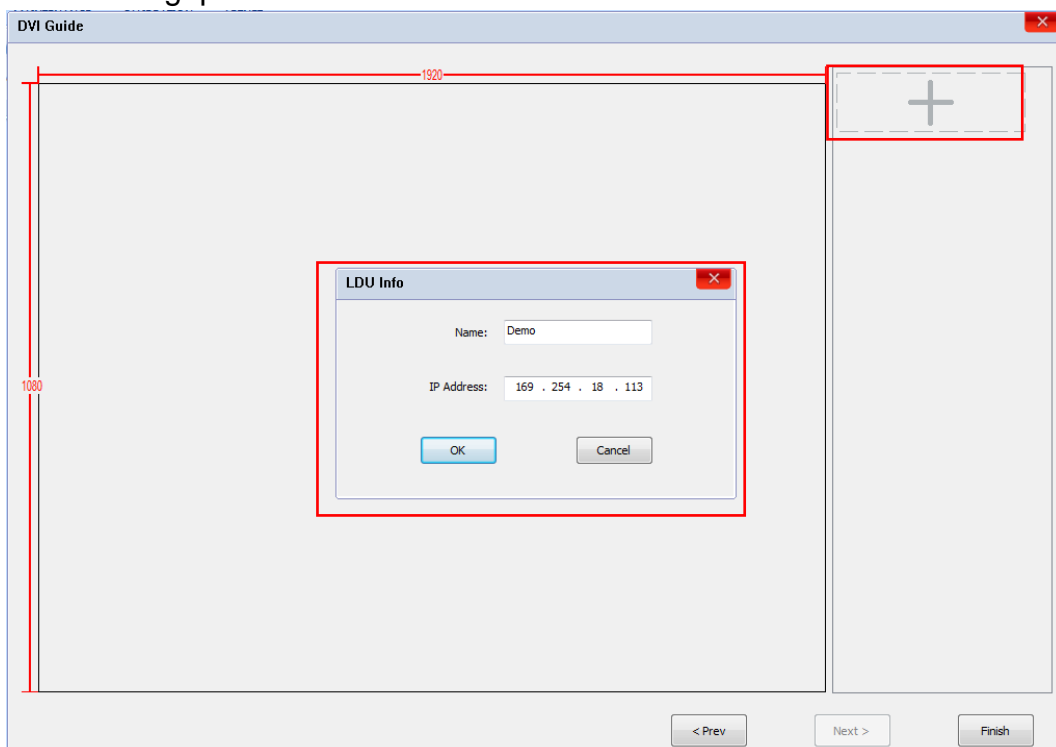 DVI Guide
1920
1080
LDU Info
Name: Demo
IP Address: 169 . 254 . 18 . 113
OK Cancel
< Prev Next > Finish